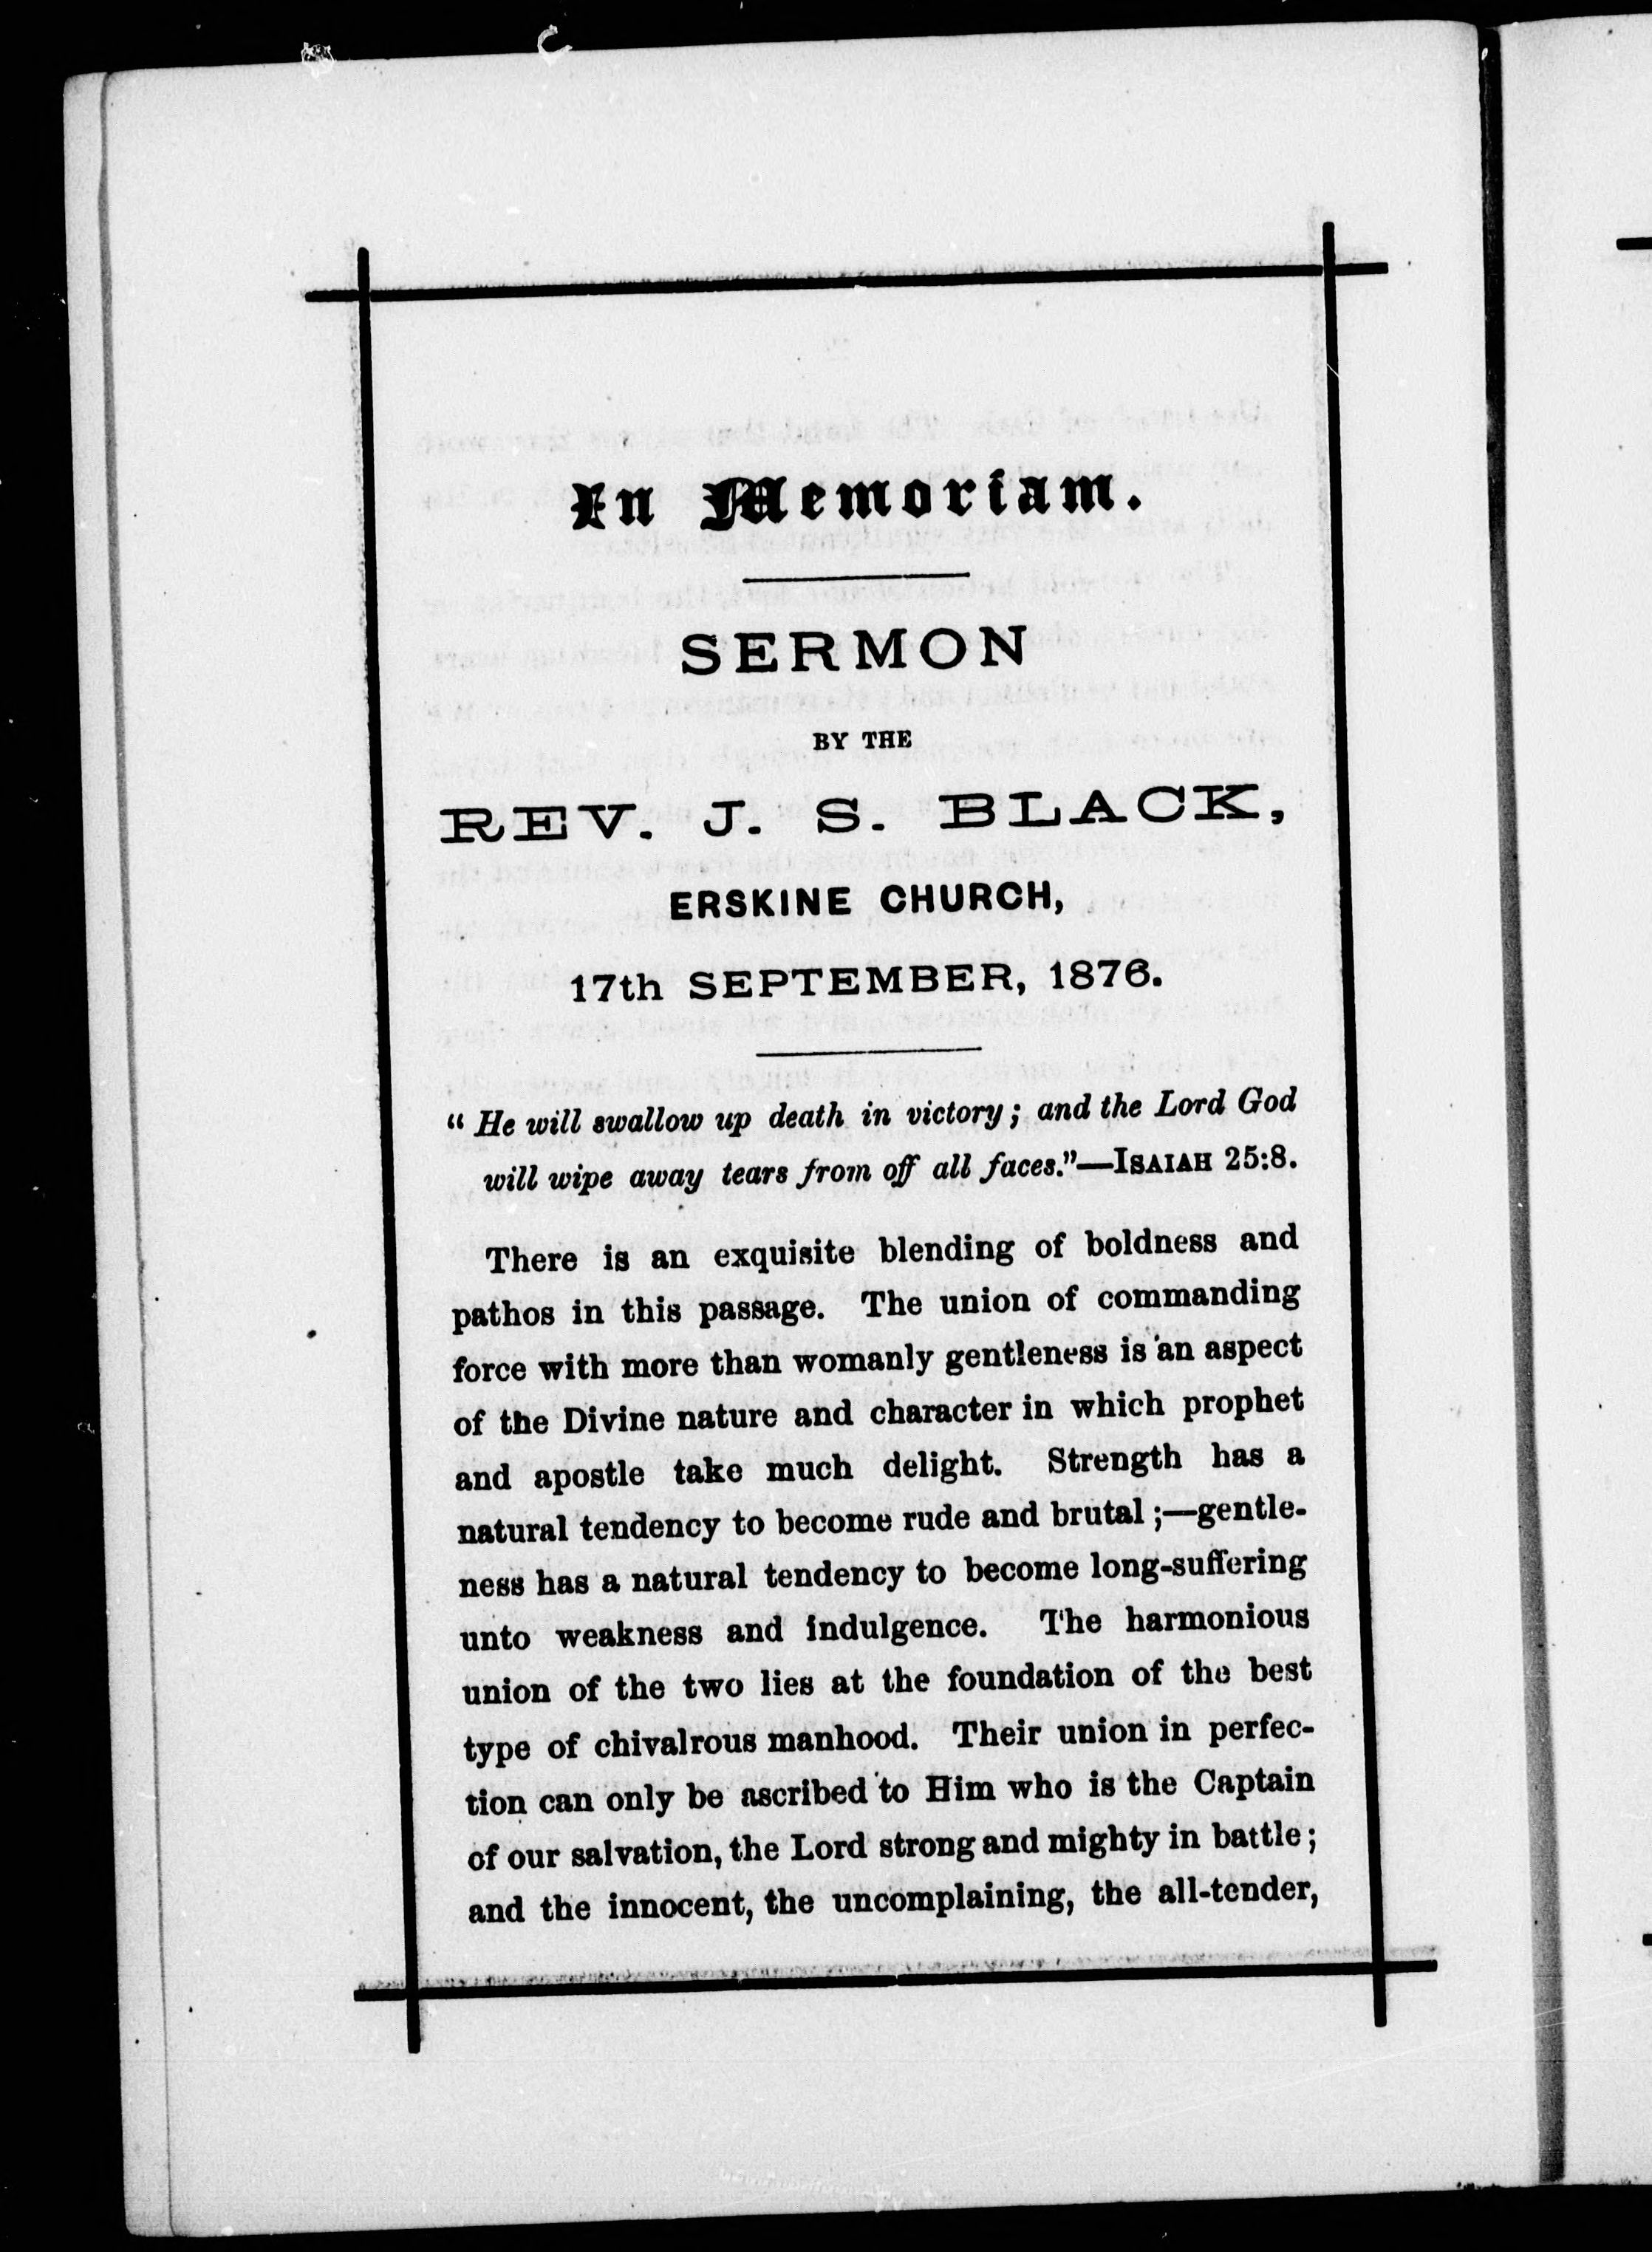 In Memoriam.
SERMON
BY THE
REV. J. S. BLACK,
ERSKINE CHURCH,
17th SEPTEMBER, 1876.
“ He will swallow up death in victory; and the Lord God
will wipe away tears from off all faces.”—ISAIAH 25:8.
There is an exquisite blending of boldness and
pathos in this passage. The union of commanding
force with more than womanly gentleness is an aspect
of the Divine nature and character in which prophet
and apostle take much delight. Strength has a
natural tendency to become rude and brutal ;—gentle-
ness has a natural tendency to become long-suffering
unto weakness and indulgence. The harmonious
union of the two lies at the foundation of the best
type of chivalrous manhood. Their union in perfec-
tion can only be ascribed to Him who is the Captain
of our salvation, the Lord strong and mighty in battle;
and the innocent, the uncomplaining, the all-tender,